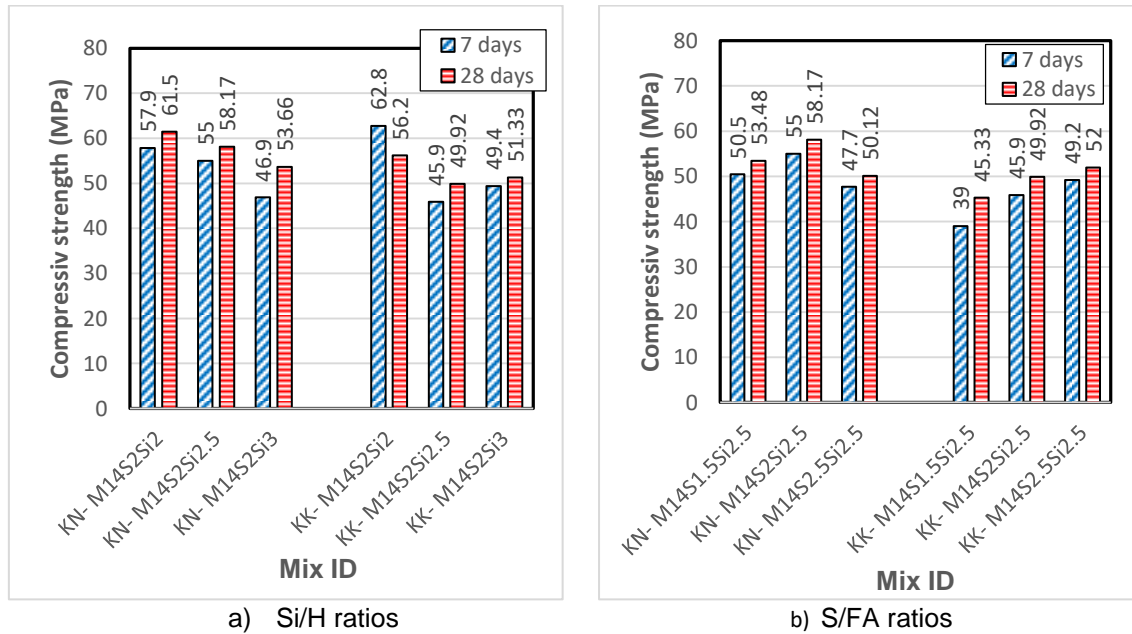 7 days
28 days
Compressiv strength (MPa)
80
70
60
50
40
30
20
10
0
57.9
61.5
55
58.17
46.9
53.66
62.8
56.2
45.9
49.92
49.4
51.33
KN- M14S2Si2
KN- M14S2Si2.5
KN- M14S2Si3
KK- M14S2Si2
KK- M14S2Si2.5
KK- M14S2Si3
Mix ID
a) Si/H ratios
7 days
28 days
Compressiv strength (MPa)
80
70
60
50
40
30
20
10
0
50.5
53.48
55
58.17
47.7
50.12
39
45.33
45.9
49.92
49.2
52
KN- M14S1.5Si2.5
KN- M14S2Si2.5
KN- M14S2.5Si2.5
KK- M14S1.5Si2.5
KK- M14S2Si2.5
KK- M14S2.5Si2.5
Mix ID
b) S/FA ratios